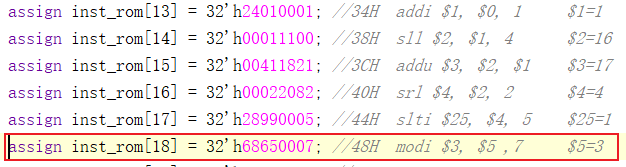 assign inst_rom[13] = 32'h24010001; //34H  addi $1, $0, 1     $1=1
assign inst_rom[14] = 32'h00011100; //38H  sll $2, $1, 4      $2=16
assign inst_rom[15] = 32'h00411821; //3CH  addu $3, $2, $1    $3=17
assign inst_rom[16] = 32'h00022082; //40H  srl $4, $2, 2      $4=4
assign inst_rom[17] = 32'h28990005; //44H  slti $25, $4, 5    $25=1
assign inst_rom[18] = 32'h68650007; //48H  modi $3, $5 ,7     $5=3